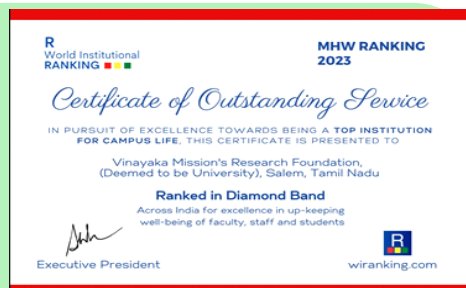 R
World Institutional
RANKING
MHW RANKING
2023
Certificate of Outstanding Service
IN PURSUIT OF EXCELLENCE TOWARDS BEING A TOP INSTITUTION
FOR CAMPUS LIFE, THIS CERTIFICATE IS PRESENTED TO
Vinayaka Mission's Research Foundation,
(Deemed to be University), Salem, Tamil Nadu
Ranked in Diamond Band
Across India for excellence in up-keeping
well-being of faculty, staff and students
Executive President
R
wiranking.com